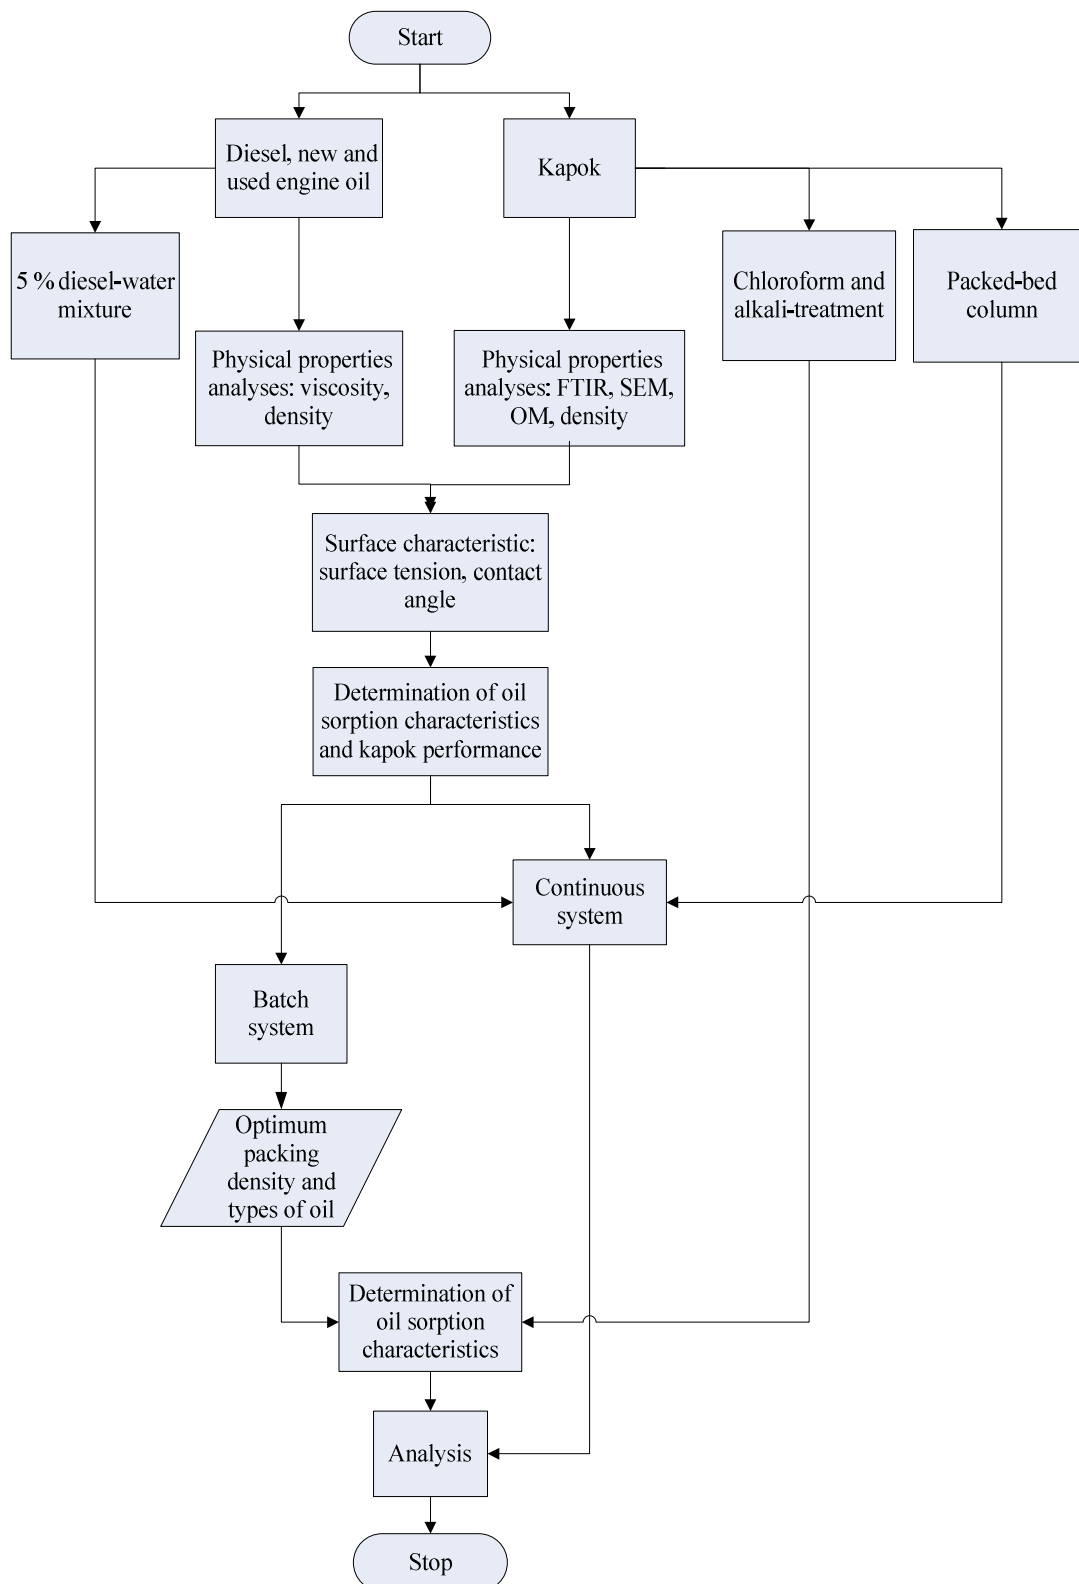 Start
Diesel, new and
used engine oil
Kapok
5 % diesel-water
mixture
Chloroform and
alkali-treatment
Packed-bed
column
Physical properties
analyses: viscosity,
density
Physical properties
analyses: FTIR, SEM,
OM, density
Surface characteristic:
surface tension, contact
angle
Determination of oil
sorption characteristics
and kapok performance
Continuous
system
Batch
system
Optimum
packing
density and
types of oil
Determination of
oil sorption
characteristics
Analysis
Stop